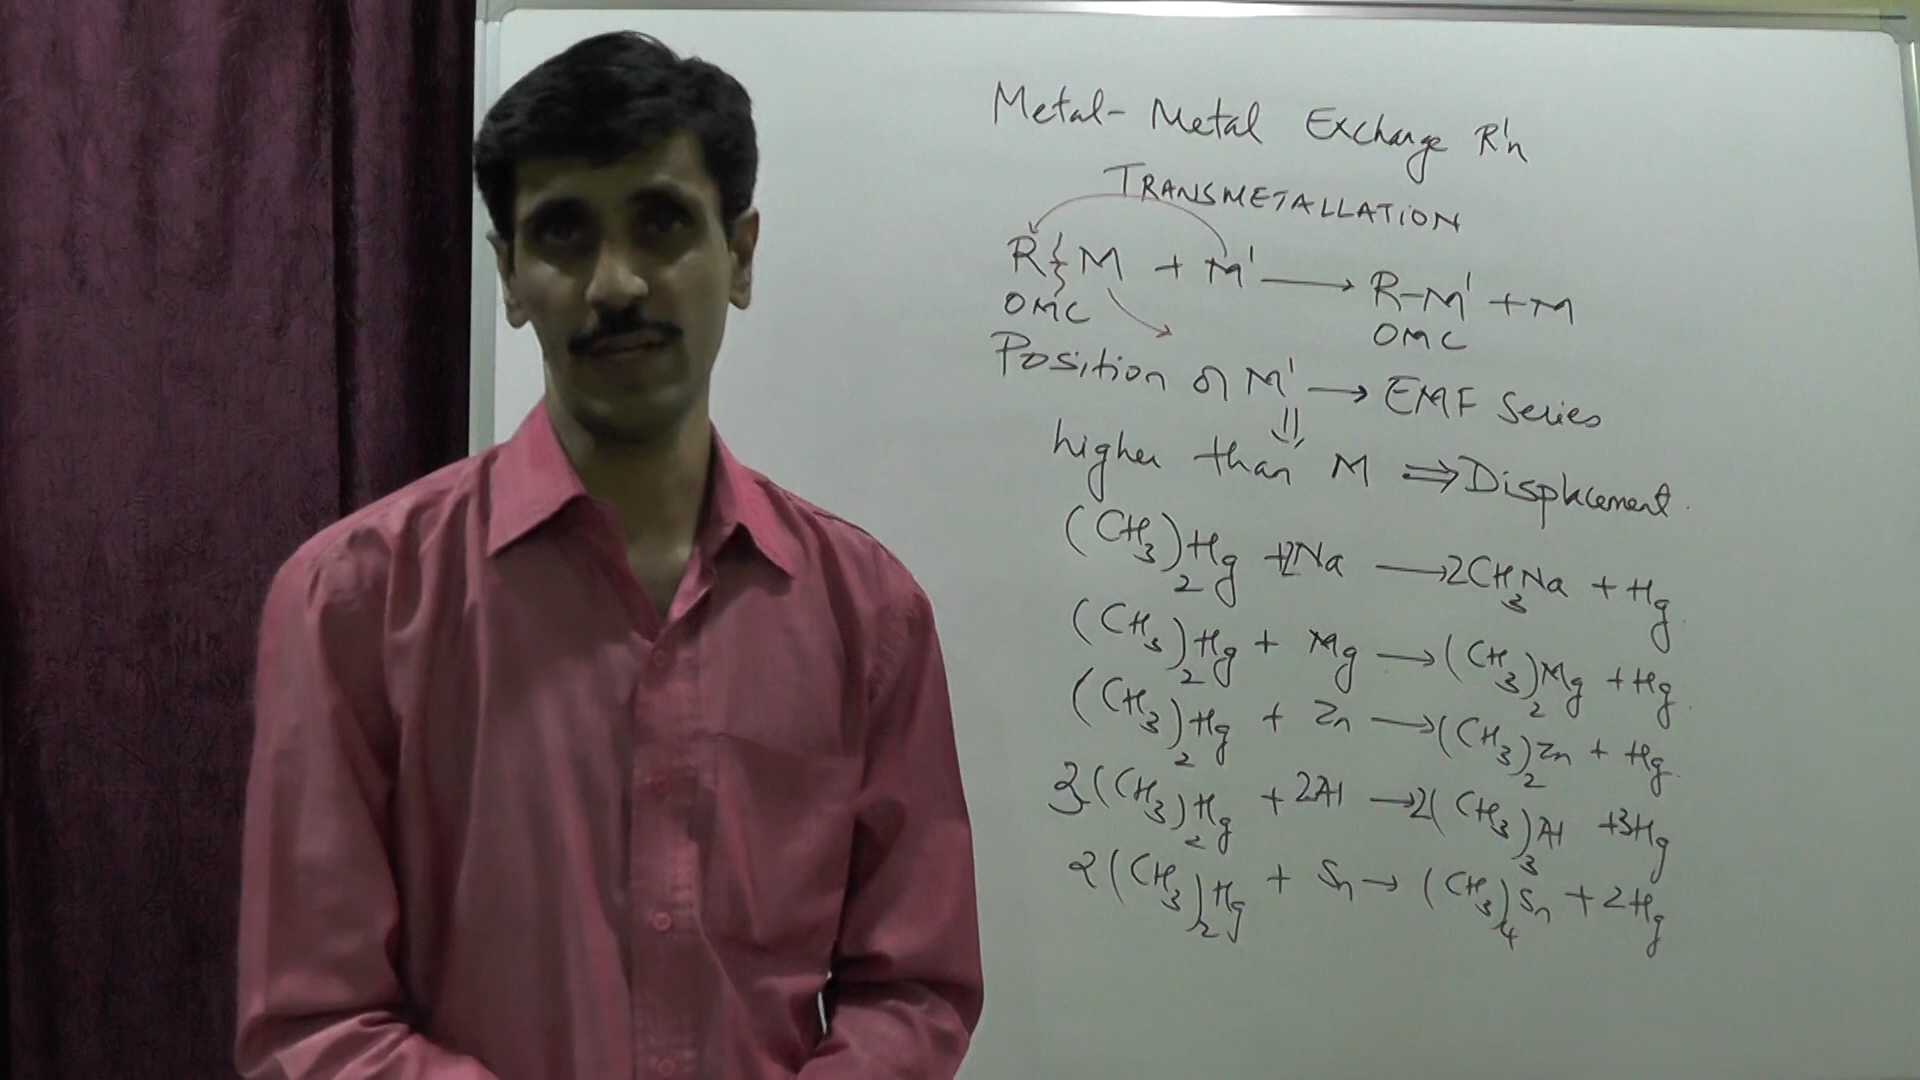 Metal-Metal Exchange R'n
TRANSMETALLATION
R M + M' → R-M' + M
OMC OMC
Position of M' → EMF Series
⇓
higher than M ⇒ Displacement.
(CH3)2Hg + 2Na → 2CH3Na + Hg
(CH3)2Hg + Mg → (CH3)2Mg + Hg
(CH3)2Hg + Zn → (CH3)2Zn + Hg
3(CH3)2Hg + 2Al → 2(CH3)3Al + 3Hg
2(CH3)2Hg + Sn → (CH3)4Sn + 2Hg